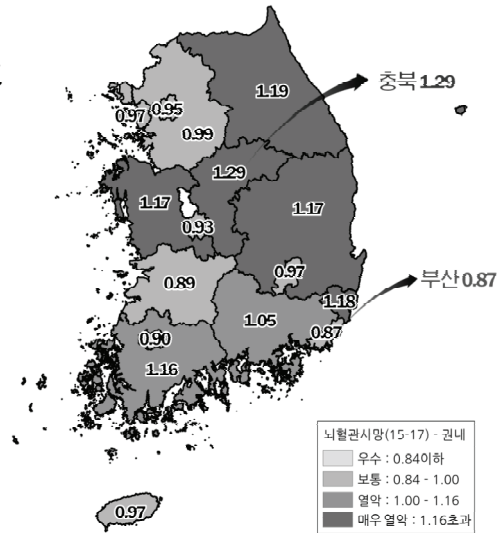 1.19
충북 1.29
0.95
0.97
0.99
1.29
1.17
1.17
0.93
0.97
부산 0.87
0.89
1.18
1.05
0.87
0.90
1.16
0.97
뇌혈관시망(15-17) - 권내
우수 : 0.84이하
보통 : 0.84 - 1.00
열악 : 1.00 - 1.16
매우 열악 : 1.16초과